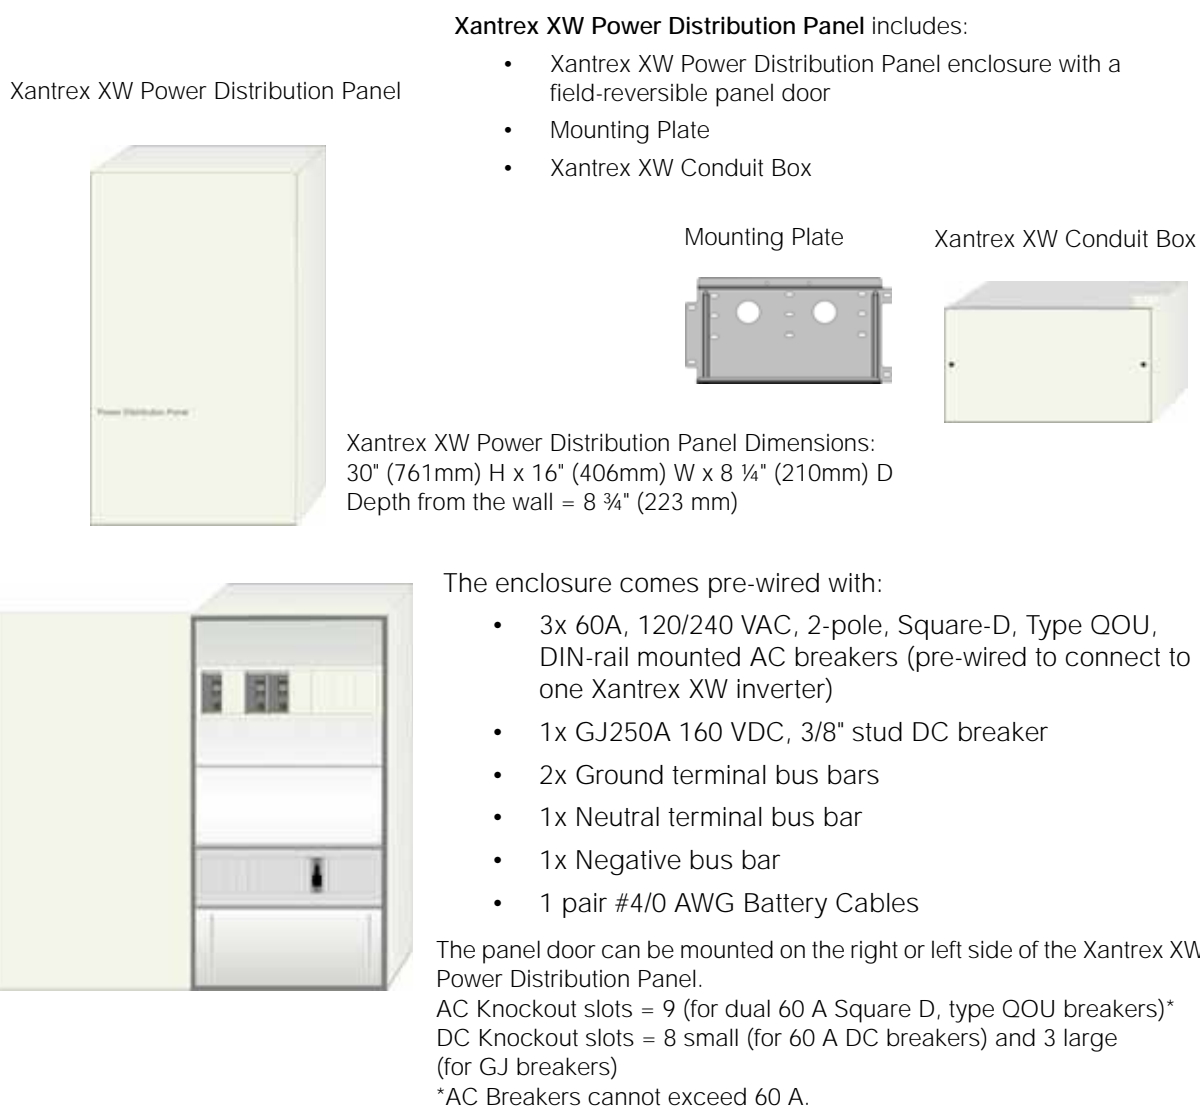 Xantrex XW Power Distribution Panel includes:
• Xantrex XW Power Distribution Panel enclosure with a
field-reversible panel door
• Mounting Plate
• Xantrex XW Conduit Box
Xantrex XW Power Distribution Panel
Mounting Plate
Xantrex XW Conduit Box
Power Distribution Panel
Xantrex XW Power Distribution Panel Dimensions:
30" (761mm) H x 16" (406mm) W x 8 ¼" (210mm) D
Depth from the wall = 8 ¾" (223 mm)
The enclosure comes pre-wired with:
• 3x 60A, 120/240 VAC, 2-pole, Square-D, Type QOU,
DIN-rail mounted AC breakers (pre-wired to connect to
one Xantrex XW inverter)
• 1x GJ250A 160 VDC, 3/8" stud DC breaker
• 2x Ground terminal bus bars
• 1x Neutral terminal bus bar
• 1x Negative bus bar
• 1 pair #4/0 AWG Battery Cables
The panel door can be mounted on the right or left side of the Xantrex XW
Power Distribution Panel.
AC Knockout slots = 9 (for dual 60 A Square D, type QOU breakers)*
DC Knockout slots = 8 small (for 60 A DC breakers) and 3 large
(for GJ breakers)
*AC Breakers cannot exceed 60 A.